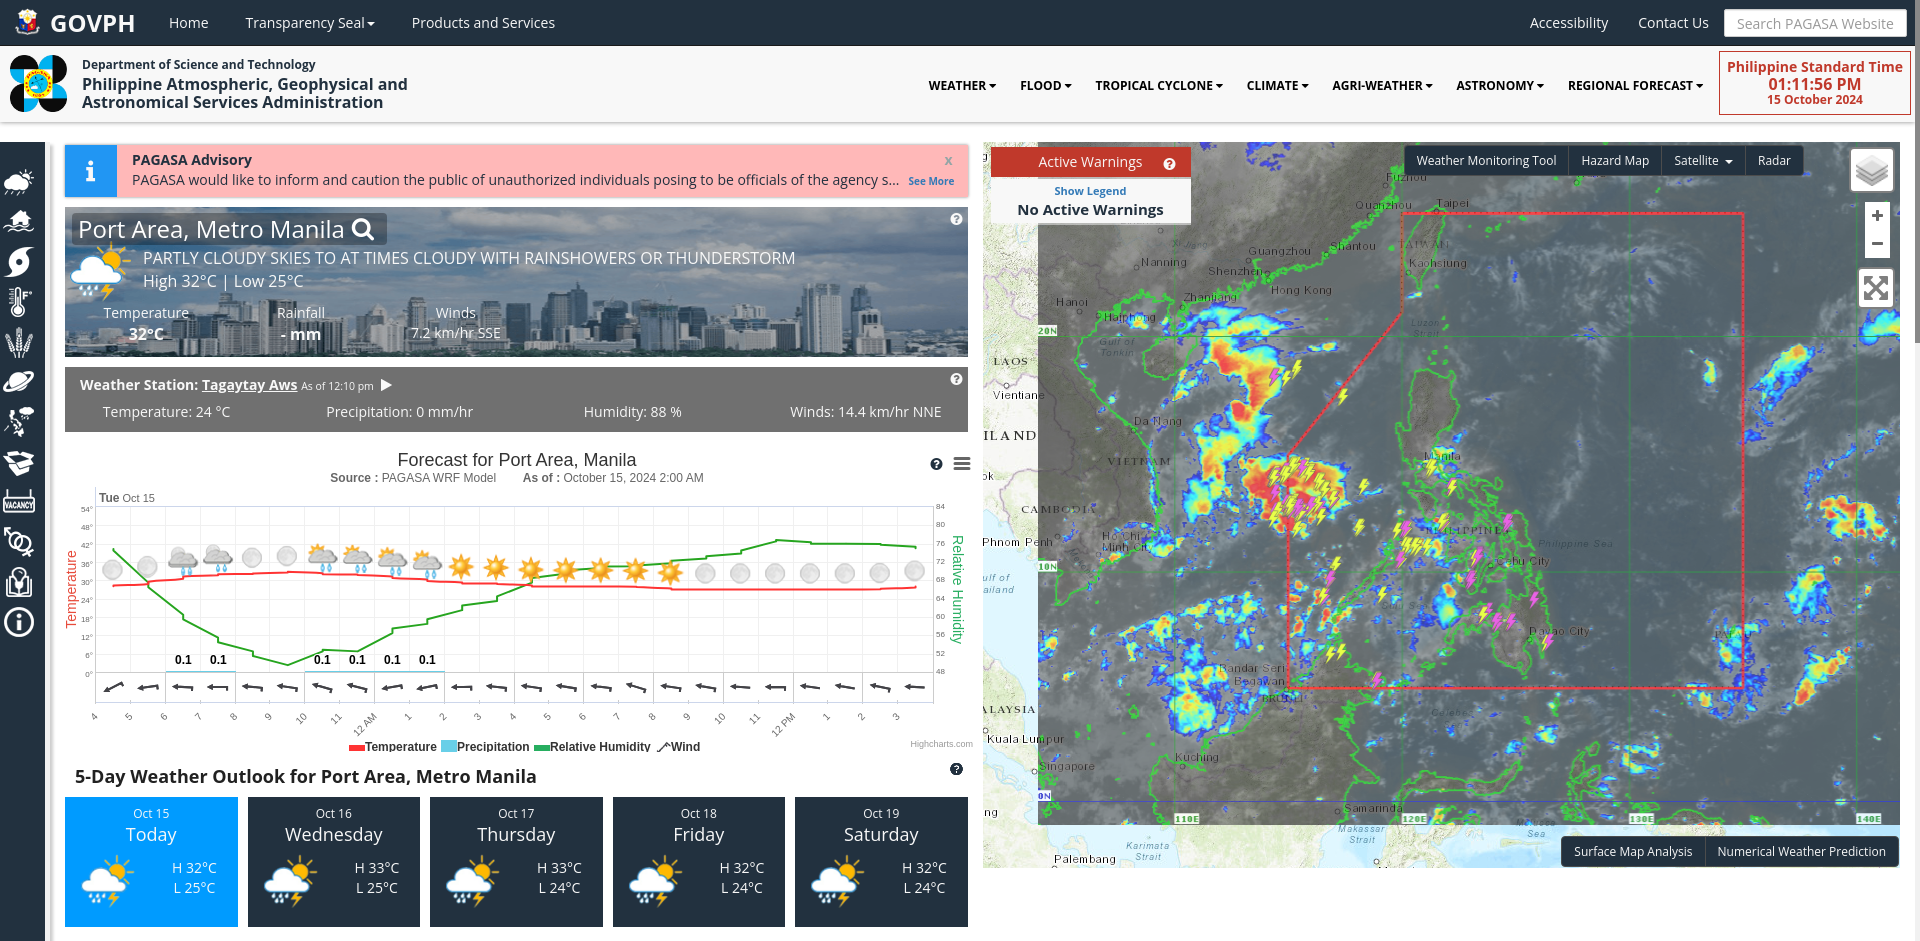 GOVPH
Home
Transparency Seal
Products and Services
Accessibility
Contact Us
Search PAGASA Website
Department of Science and Technology
Philippine Atmospheric, Geophysical and
Astronomical Services Administration
WEATHER
FLOOD
TROPICAL CYCLONE
CLIMATE
AGRI-WEATHER
ASTRONOMY
REGIONAL FORECAST
Philippine Standard Time
01:11:56 PM
15 October 2024
PAGASA Advisory
x
PAGASA would like to inform and caution the public of unauthorized individuals posing to be officials of the agency s...
See More
Port Area, Metro Manila
PARTLY CLOUDY SKIES TO AT TIMES CLOUDY WITH RAINSHOWERS OR THUNDERSTORM
High 32°C | Low 25°C
Temperature
Rainfall
Winds
32°C
- mm
7.2 km/hr SSE
Weather Station: Tagaytay Aws As of 12:10 pm
Temperature: 24 °C
Precipitation: 0 mm/hr
Humidity: 88 %
Winds: 14.4 km/hr NNE
Forecast for Port Area, Manila
Source : PAGASA WRF Model
As of : October 15, 2024 2:00 AM
Tue Oct 15
54°
48°
42°
36°
30°
24°
18°
12°
6°
0°
Temperature
84
80
76
72
68
64
60
56
52
48
Relative Humidity
0.1
0.1
0.1
0.1
0.1
0.1
4
5
6
7
8
9
10
11
12 AM
1
2
3
4
5
6
7
8
9
10
11
12 PM
1
2
3
Temperature
Precipitation
Relative Humidity
Wind
Highcharts.com
5-Day Weather Outlook for Port Area, Metro Manila
Oct 15
Today
H 32°C
L 25°C
Oct 16
Wednesday
H 33°C
L 25°C
Oct 17
Thursday
H 33°C
L 24°C
Oct 18
Friday
H 32°C
L 24°C
Oct 19
Saturday
H 32°C
L 24°C
VACANCY
F°
Active Warnings
Show Legend
No Active Warnings
Weather Monitoring Tool
Hazard Map
Satellite
Radar
+
−
Fuzhou
Quanzhou
Taipei
TAIWAN
Kaohsiung
Guangzhou
Shantou
Nanning
Shenzhen
Hong Kong
Hanoi
Zhanjiang
Haiphong
Gulf of
Tonkin
Luzon
Strait
20N
LAOS
Vientiane
Da Nang
ILAND
VIETNAM
Manila
ok
CAMBODIA
Phnom Penh
Ho Chi
Minh City
PHILIPPINE
Philippine Sea
Cebu City
10N
ulf of
ailand
Davao City
Bandar Seri
Begawan
BRUNEI
ALAYSIA
Kuala Lumpur
Celebes
Kuching
Singapore
0N
ng
Samarinda
110E
120E
130E
140E
Makassar
Strait
Sea
Karimata
Strait
Palembang
Surface Map Analysis
Numerical Weather Prediction